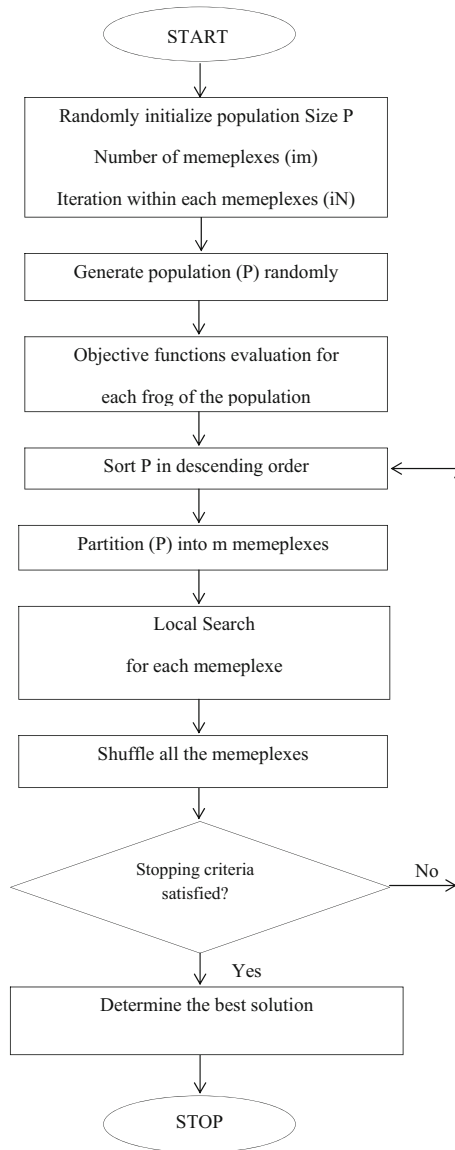 START
Randomly initialize population Size P
Number of memeplexes (im)
Iteration within each memeplexes (iN)
Generate population (P) randomly
Objective functions evaluation for
each frog of the population
Sort P in descending order
Partition (P) into m memeplexes
Local Search
for each memeplexe
Shuffle all the memeplexes
Stopping criteria
satisfied?
No
Yes
Determine the best solution
STOP